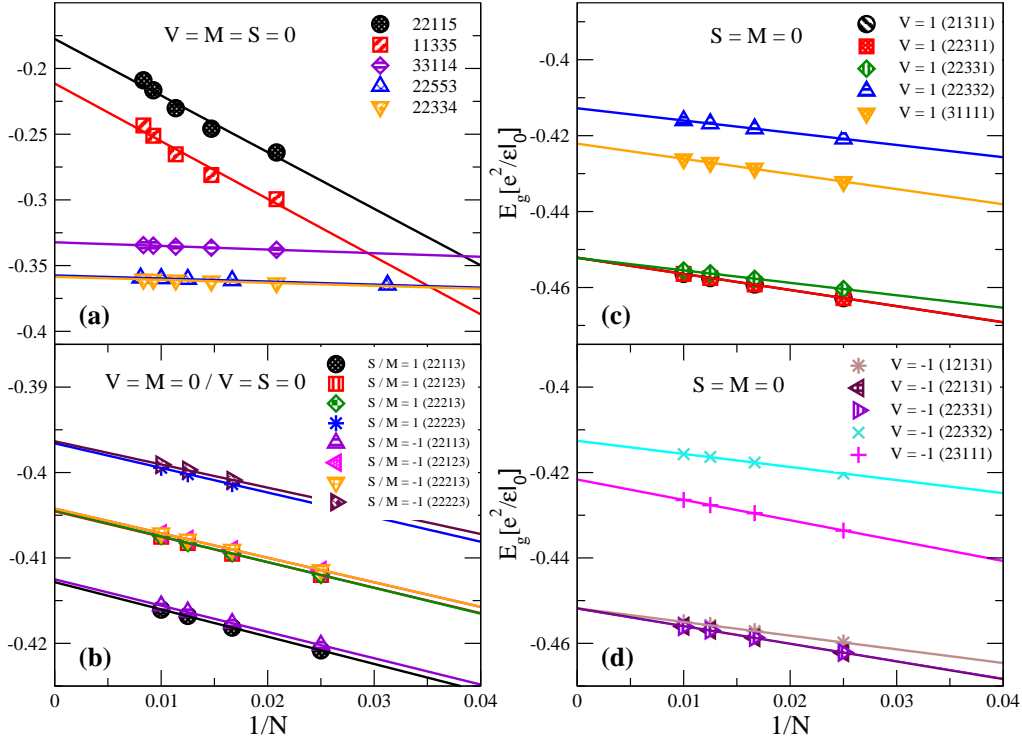 V = M = S = 0
22115
11335
33114
22553
22334
-0.2
-0.25
-0.3
-0.35
-0.4
(a)
V = M = 0 / V = S = 0
S / M = 1 (22113)
S / M = 1 (22123)
S / M = 1 (22213)
S / M = 1 (22223)
S / M = -1 (22113)
S / M = -1 (22123)
S / M = -1 (22213)
S / M = -1 (22223)
-0.39
-0.4
-0.41
-0.42
(b)
0 0.01 0.02 0.03 0.04
1/N
S = M = 0
V = 1 (21311)
V = 1 (22311)
V = 1 (22331)
V = 1 (22332)
V = 1 (31111)
-0.4
-0.42
-0.44
-0.46
E_g [e^2/εl_0]
(c)
S = M = 0
V = -1 (12131)
V = -1 (22131)
V = -1 (22331)
V = -1 (22332)
V = -1 (23111)
-0.4
-0.42
-0.44
-0.46
E_g [e^2/εl_0]
(d)
0 0.01 0.02 0.03 0.04
1/N